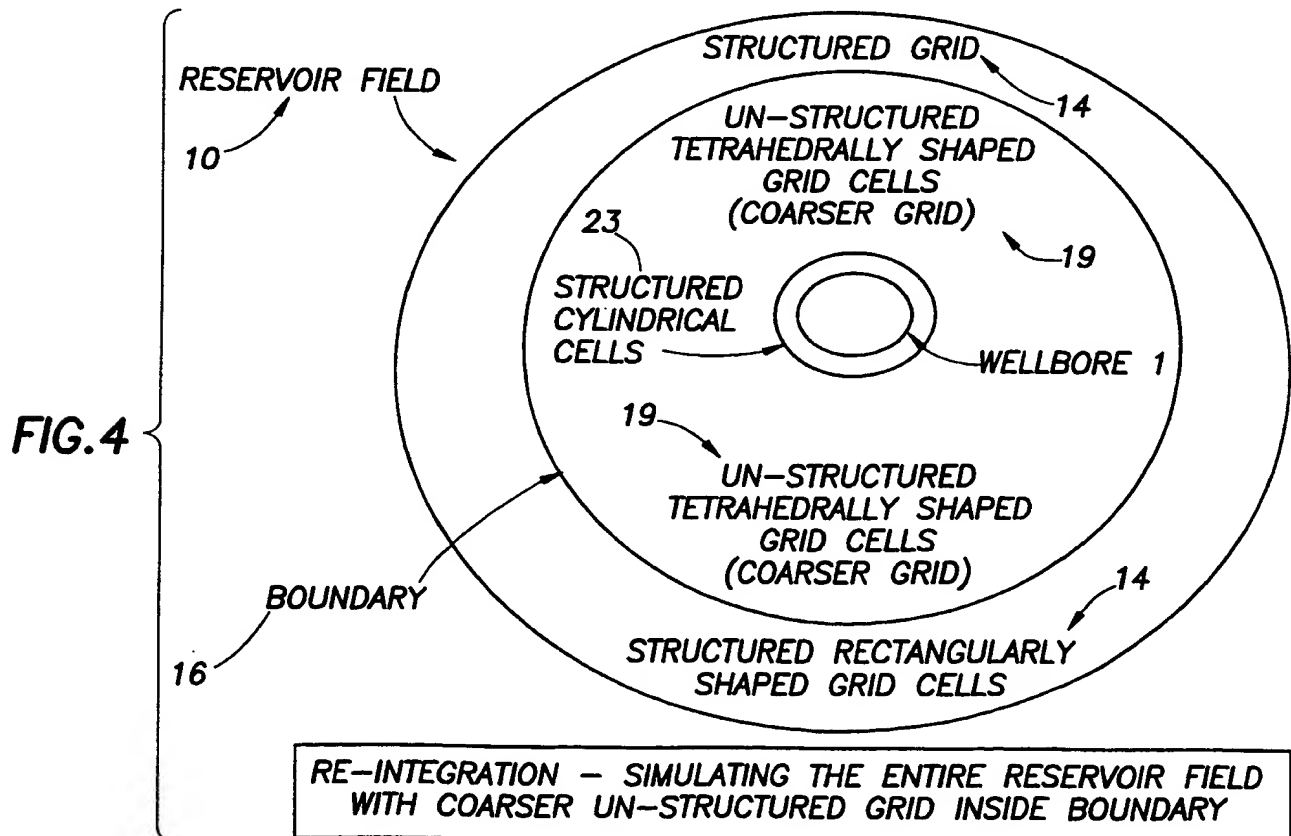 STRUCTURED GRID
14
RESERVOIR FIELD
10
UN-STRUCTURED
TETRAHEDRALLY SHAPED
GRID CELLS
(COARSER GRID)
19
23
STRUCTURED
CYLINDRICAL
CELLS
WELLBORE 1
FIG.4
19
UN-STRUCTURED
TETRAHEDRALLY SHAPED
GRID CELLS
(COARSER GRID)
BOUNDARY
16
14
STRUCTURED RECTANGULARLY
SHAPED GRID CELLS
RE-INTEGRATION - SIMULATING THE ENTIRE RESERVOIR FIELD
WITH COARSER UN-STRUCTURED GRID INSIDE BOUNDARY